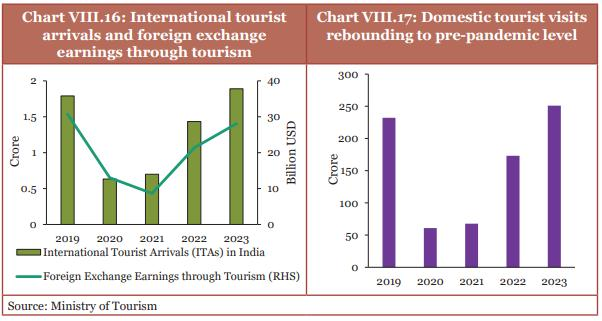 Chart VIII.16: International tourist
arrivals and foreign exchange
earnings through tourism
2
1.5
1
0.5
0
Crore
40
30
20
10
0
Billion USD
2019 2020 2021 2022 2023
International Tourist Arrivals (ITAs) in India
Foreign Exchange Earnings through Tourism (RHS)
Chart VIII.17: Domestic tourist visits
rebounding to pre-pandemic level
300
250
200
150
100
50
0
Crore
2019 2020 2021 2022 2023
Source: Ministry of Tourism